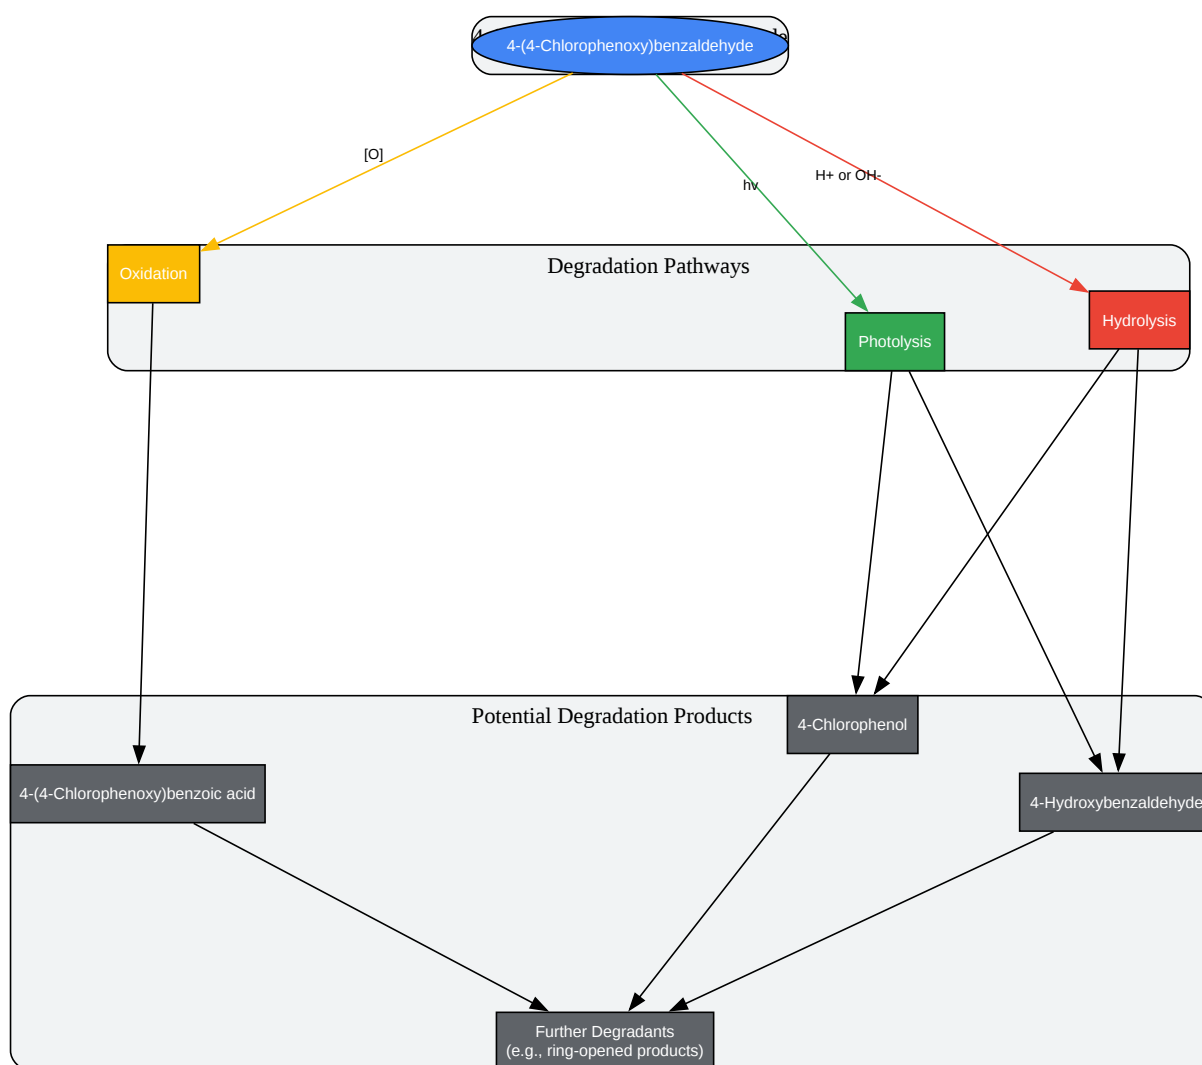 4-(4-Chlorophenoxy)benzaldehyde
[O]
hv
H+ or OH-
Degradation Pathways
Oxidation
Photolysis
Hydrolysis
Potential Degradation Products
4-Chlorophenol
4-(4-Chlorophenoxy)benzoic acid
4-Hydroxybenzaldehyde
Further Degradants
(e.g., ring-opened products)